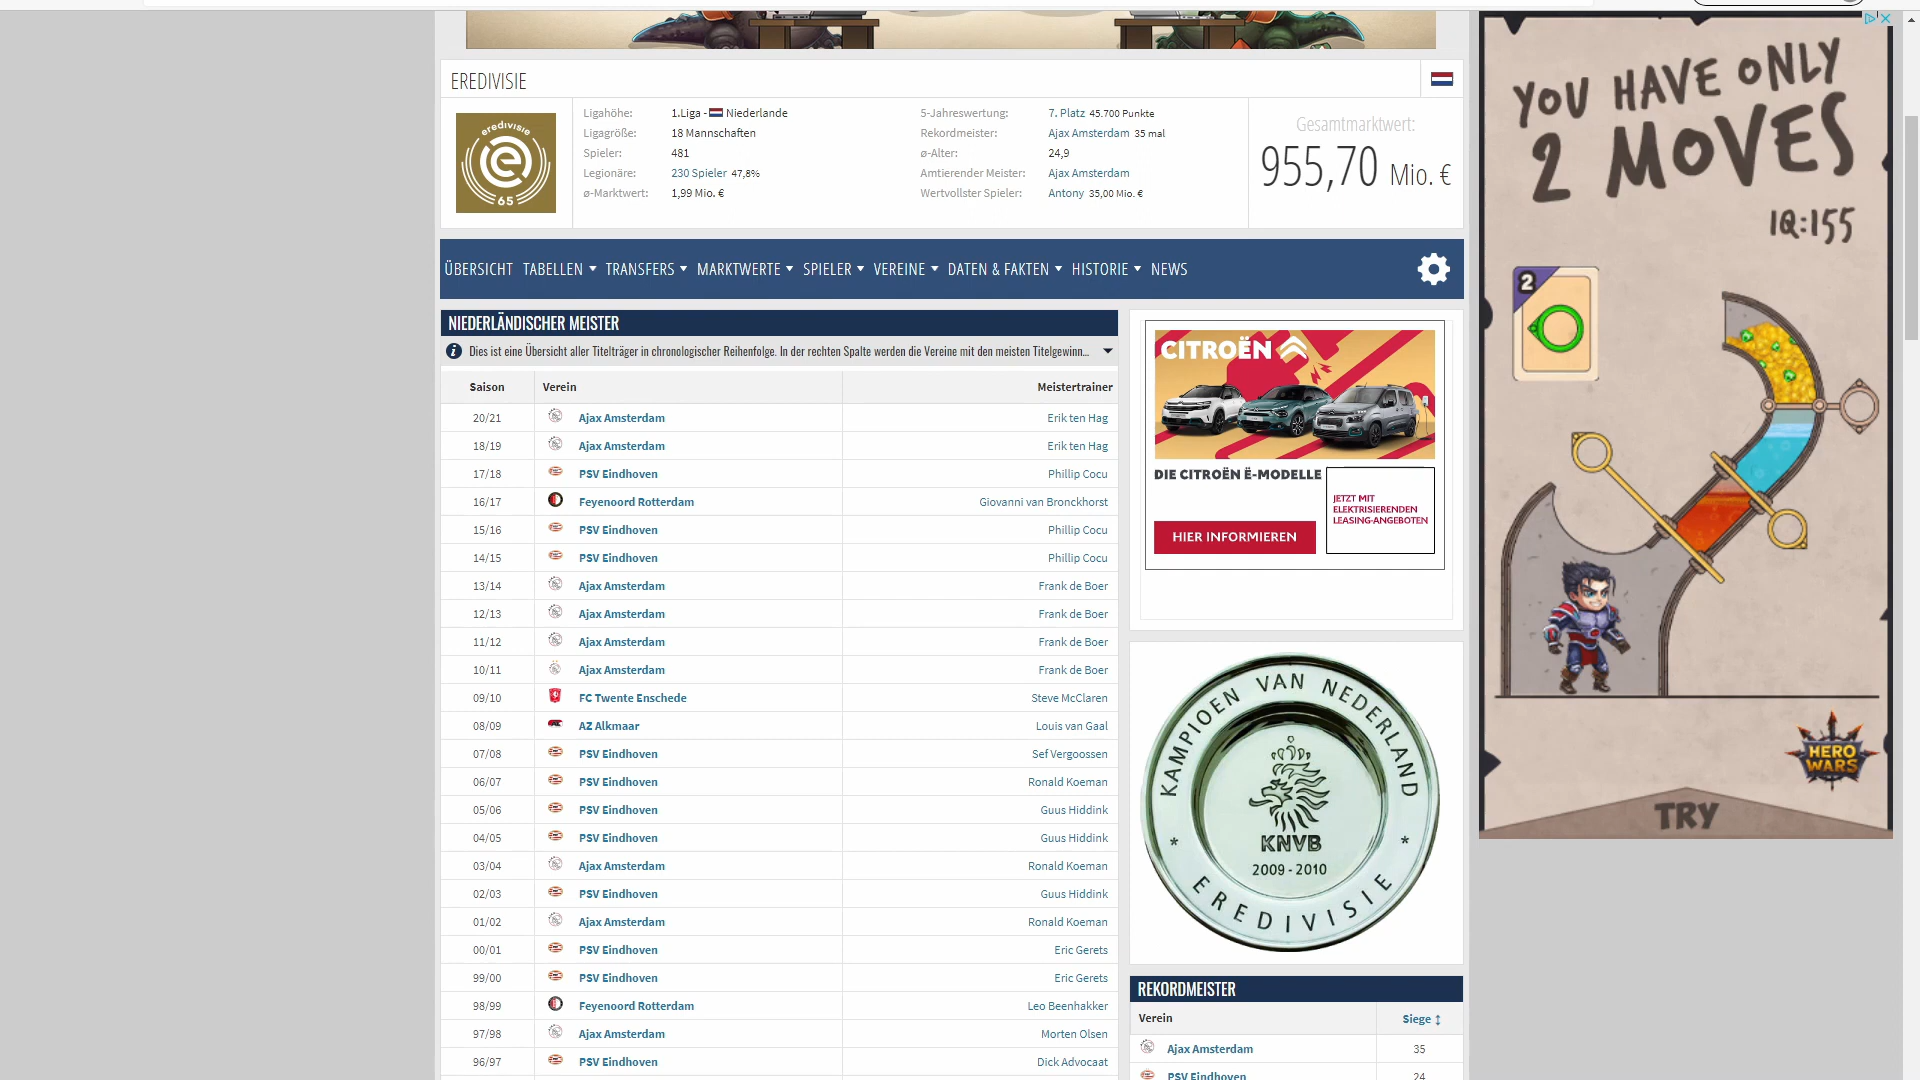 EREDIVISIE
eredivisie
65
Ligahöhe: 1.Liga - Niederlande
Ligagröße: 18 Mannschaften
Spieler: 481
Legionäre: 230 Spieler 47,8%
ø-Marktwert: 1,99 Mio. €
5-Jahreswertung: 7. Platz 45.700 Punkte
Rekordmeister: Ajax Amsterdam 35 mal
ø-Alter: 24,9
Amtierender Meister: Ajax Amsterdam
Wertvollster Spieler: Antony 35,00 Mio. €
Gesamtmarktwert:
955,70 Mio. €
ÜBERSICHT TABELLEN TRANSFERS MARKTWERTE SPIELER VEREINE DATEN & FAKTEN HISTORIE NEWS
NIEDERLÄNDISCHER MEISTER
Dies ist eine Übersicht aller Titelträger in chronologischer Reihenfolge. In der rechten Spalte werden die Vereine mit den meisten Titelgewinn...
Saison Verein Meistertrainer
20/21 Ajax Amsterdam Erik ten Hag
18/19 Ajax Amsterdam Erik ten Hag
17/18 PSV Eindhoven Phillip Cocu
16/17 Feyenoord Rotterdam Giovanni van Bronckhorst
15/16 PSV Eindhoven Phillip Cocu
14/15 PSV Eindhoven Phillip Cocu
13/14 Ajax Amsterdam Frank de Boer
12/13 Ajax Amsterdam Frank de Boer
11/12 Ajax Amsterdam Frank de Boer
10/11 Ajax Amsterdam Frank de Boer
09/10 FC Twente Enschede Steve McClaren
08/09 AZ Alkmaar Louis van Gaal
07/08 PSV Eindhoven Sef Vergoossen
06/07 PSV Eindhoven Ronald Koeman
05/06 PSV Eindhoven Guus Hiddink
04/05 PSV Eindhoven Guus Hiddink
03/04 Ajax Amsterdam Ronald Koeman
02/03 PSV Eindhoven Guus Hiddink
01/02 Ajax Amsterdam Ronald Koeman
00/01 PSV Eindhoven Eric Gerets
99/00 PSV Eindhoven Eric Gerets
98/99 Feyenoord Rotterdam Leo Beenhakker
97/98 Ajax Amsterdam Morten Olsen
96/97 PSV Eindhoven Dick Advocaat
CITROËN
DIE CITROËN Ë-MODELLE
JETZT MIT
ELEKTRISIERENDEN
LEASING-ANGEBOTEN
HIER INFORMIEREN
KAMPIOEN VAN NEDERLAND
KNVB
2009 - 2010
* EREDIVISIE *
REKORDMEISTER
Verein Siege
Ajax Amsterdam 35
PSV Eindhoven 24
YOU HAVE ONLY
2 MOVES
IQ:155
2
HERO
WARS
TRY